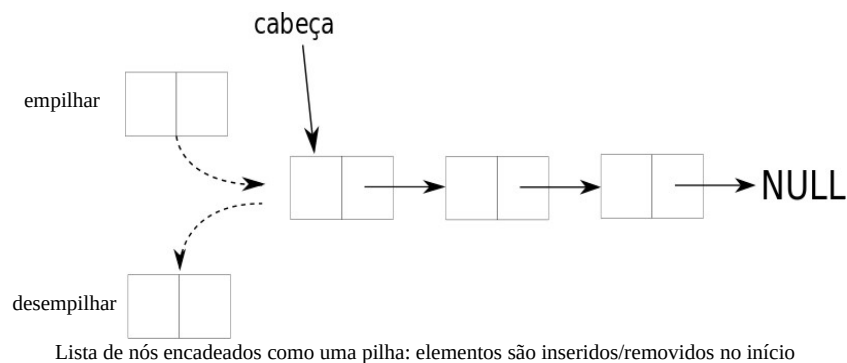 cabeça
empilhar
NULL
desempilhar
Lista de nós encadeados como uma pilha: elementos são inseridos/removidos no início